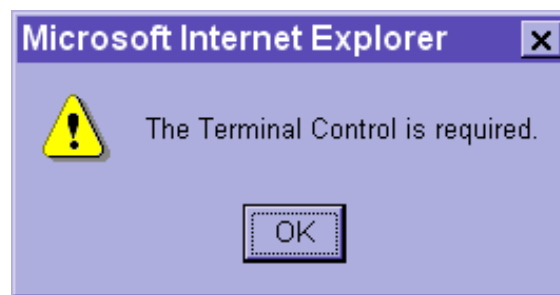 Microsoft Internet Explorer
The Terminal Control is required.
OK